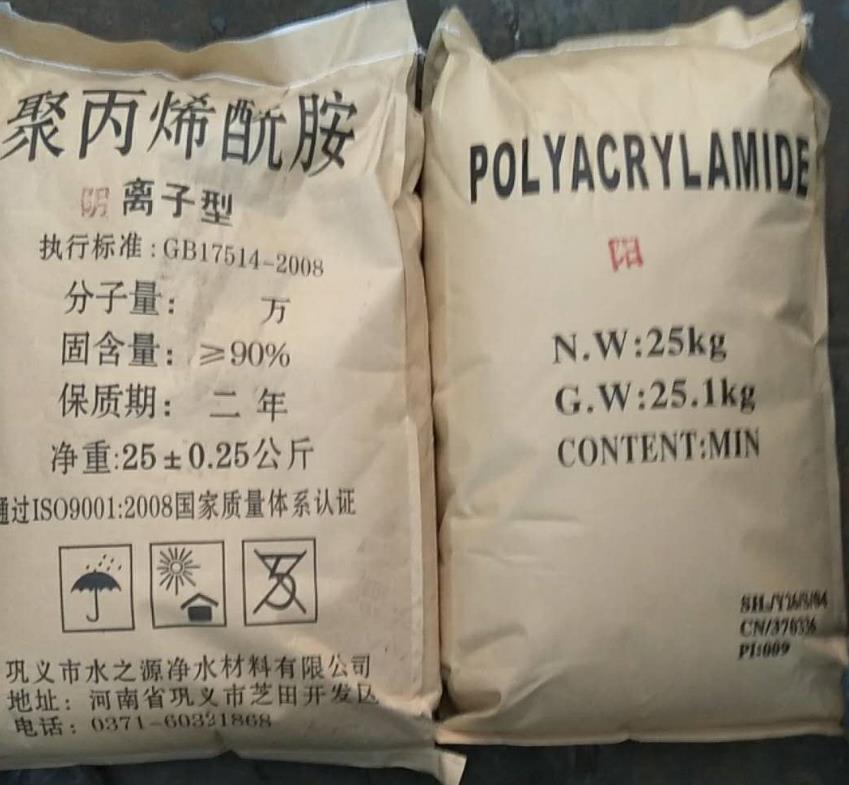 聚丙烯酰胺
阴 离子型
执行标准:GB17514-2008
分子量: 万
固含量: ≥90%
保质期: 二 年
净重:25±0.25公斤
通过ISO9001:2008国家质量体系认证
巩义市水之源净水材料有限公司
地址: 河南省巩义市芝田开发区
电话: 0371-60321868
POLYACRYLAMIDE
阳
N.W:25kg
G.W:25.1kg
CONTENT:MIN
PI:009